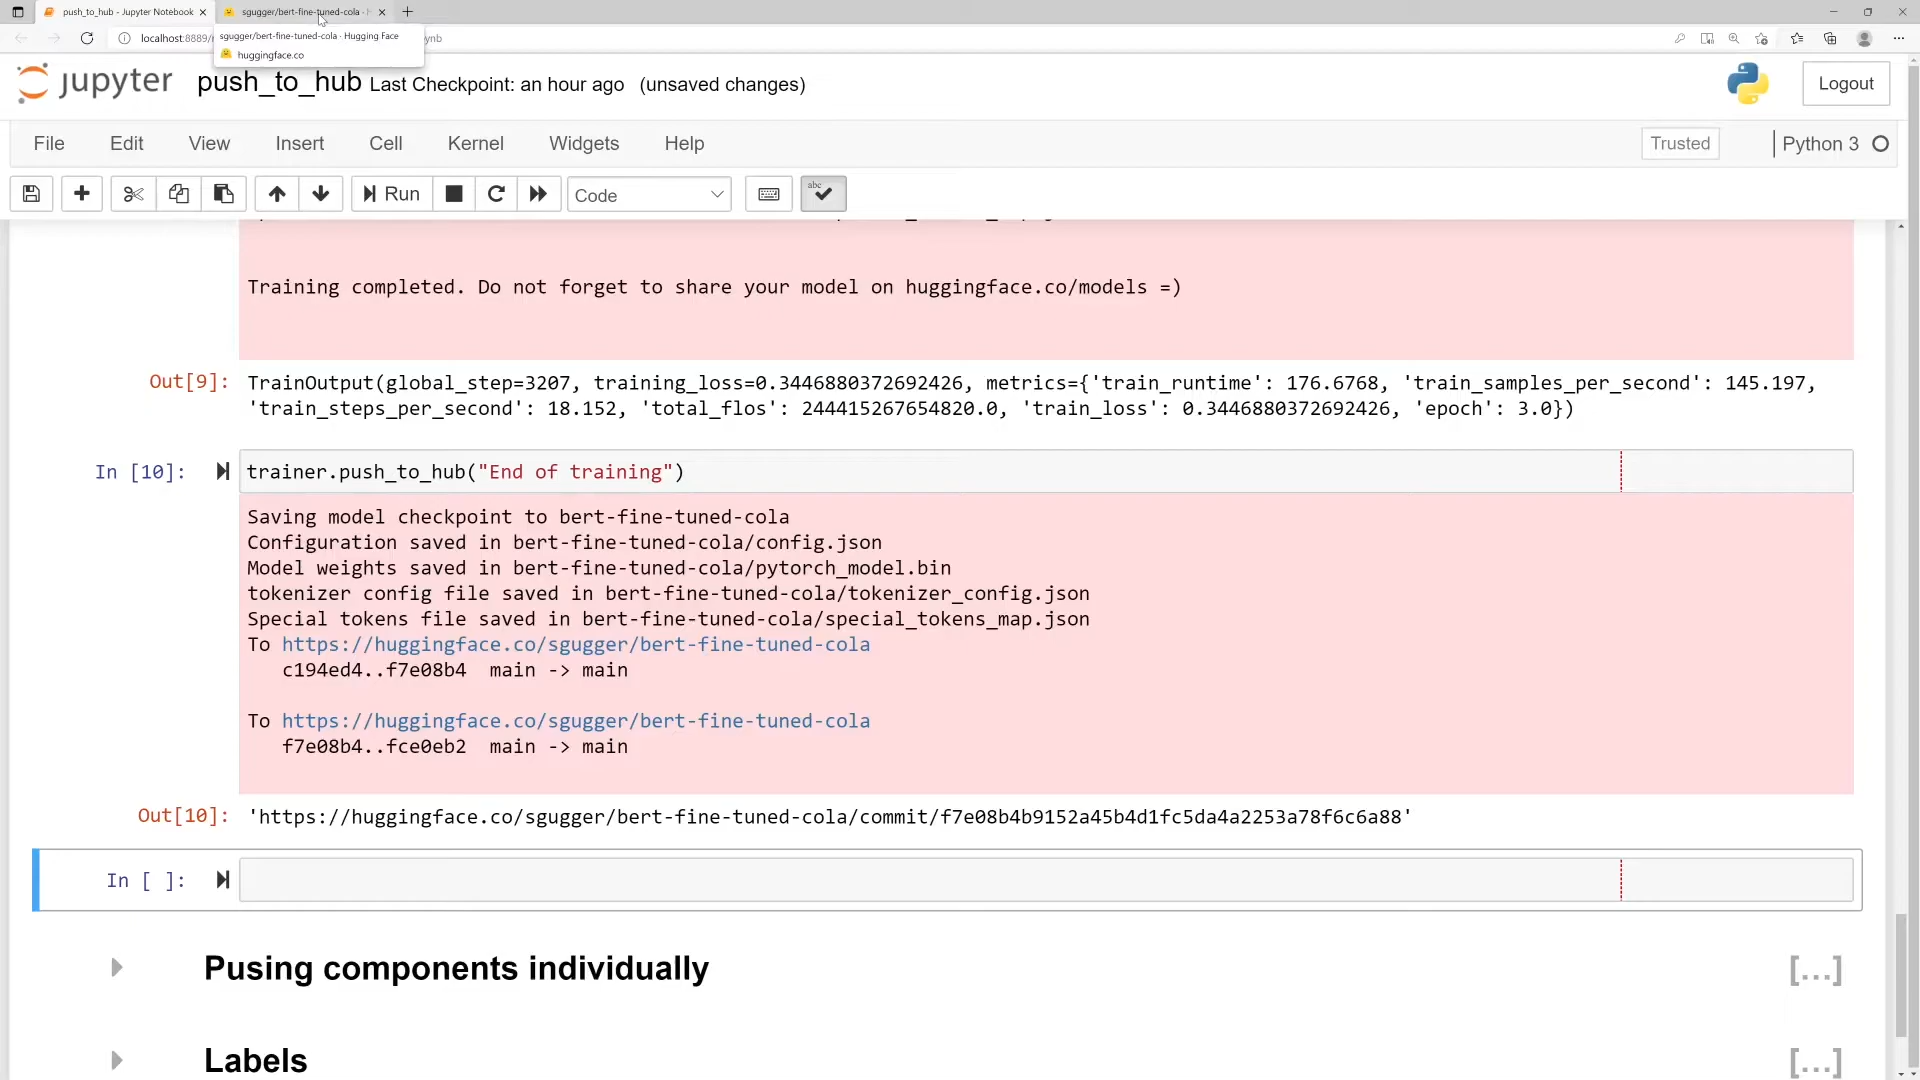 push_to_hub - Jupyter Notebook
sgugger/bert-fine-tuned-cola · H
localhost:8889/
ynb
sgugger/bert-fine-tuned-cola · Hugging Face
huggingface.co
jupyter push_to_hub Last Checkpoint: an hour ago (unsaved changes)
Logout
File Edit View Insert Cell Kernel Widgets Help
Trusted
Python 3
Run
Code
abc
Training completed. Do not forget to share your model on huggingface.co/models =)
Out[9]: TrainOutput(global_step=3207, training_loss=0.3446880372692426, metrics={'train_runtime': 176.6768, 'train_samples_per_second': 145.197,
'train_steps_per_second': 18.152, 'total_flos': 244415267654820.0, 'train_loss': 0.3446880372692426, 'epoch': 3.0})
In [10]: trainer.push_to_hub("End of training")
Saving model checkpoint to bert-fine-tuned-cola
Configuration saved in bert-fine-tuned-cola/config.json
Model weights saved in bert-fine-tuned-cola/pytorch_model.bin
tokenizer config file saved in bert-fine-tuned-cola/tokenizer_config.json
Special tokens file saved in bert-fine-tuned-cola/special_tokens_map.json
To https://huggingface.co/sgugger/bert-fine-tuned-cola
c194ed4..f7e08b4 main -> main
To https://huggingface.co/sgugger/bert-fine-tuned-cola
f7e08b4..fce0eb2 main -> main
Out[10]: 'https://huggingface.co/sgugger/bert-fine-tuned-cola/commit/f7e08b4b9152a45b4d1fc5da4a2253a78f6c6a88'
In [ ]:
Pusing components individually
[...]
Labels
[...]